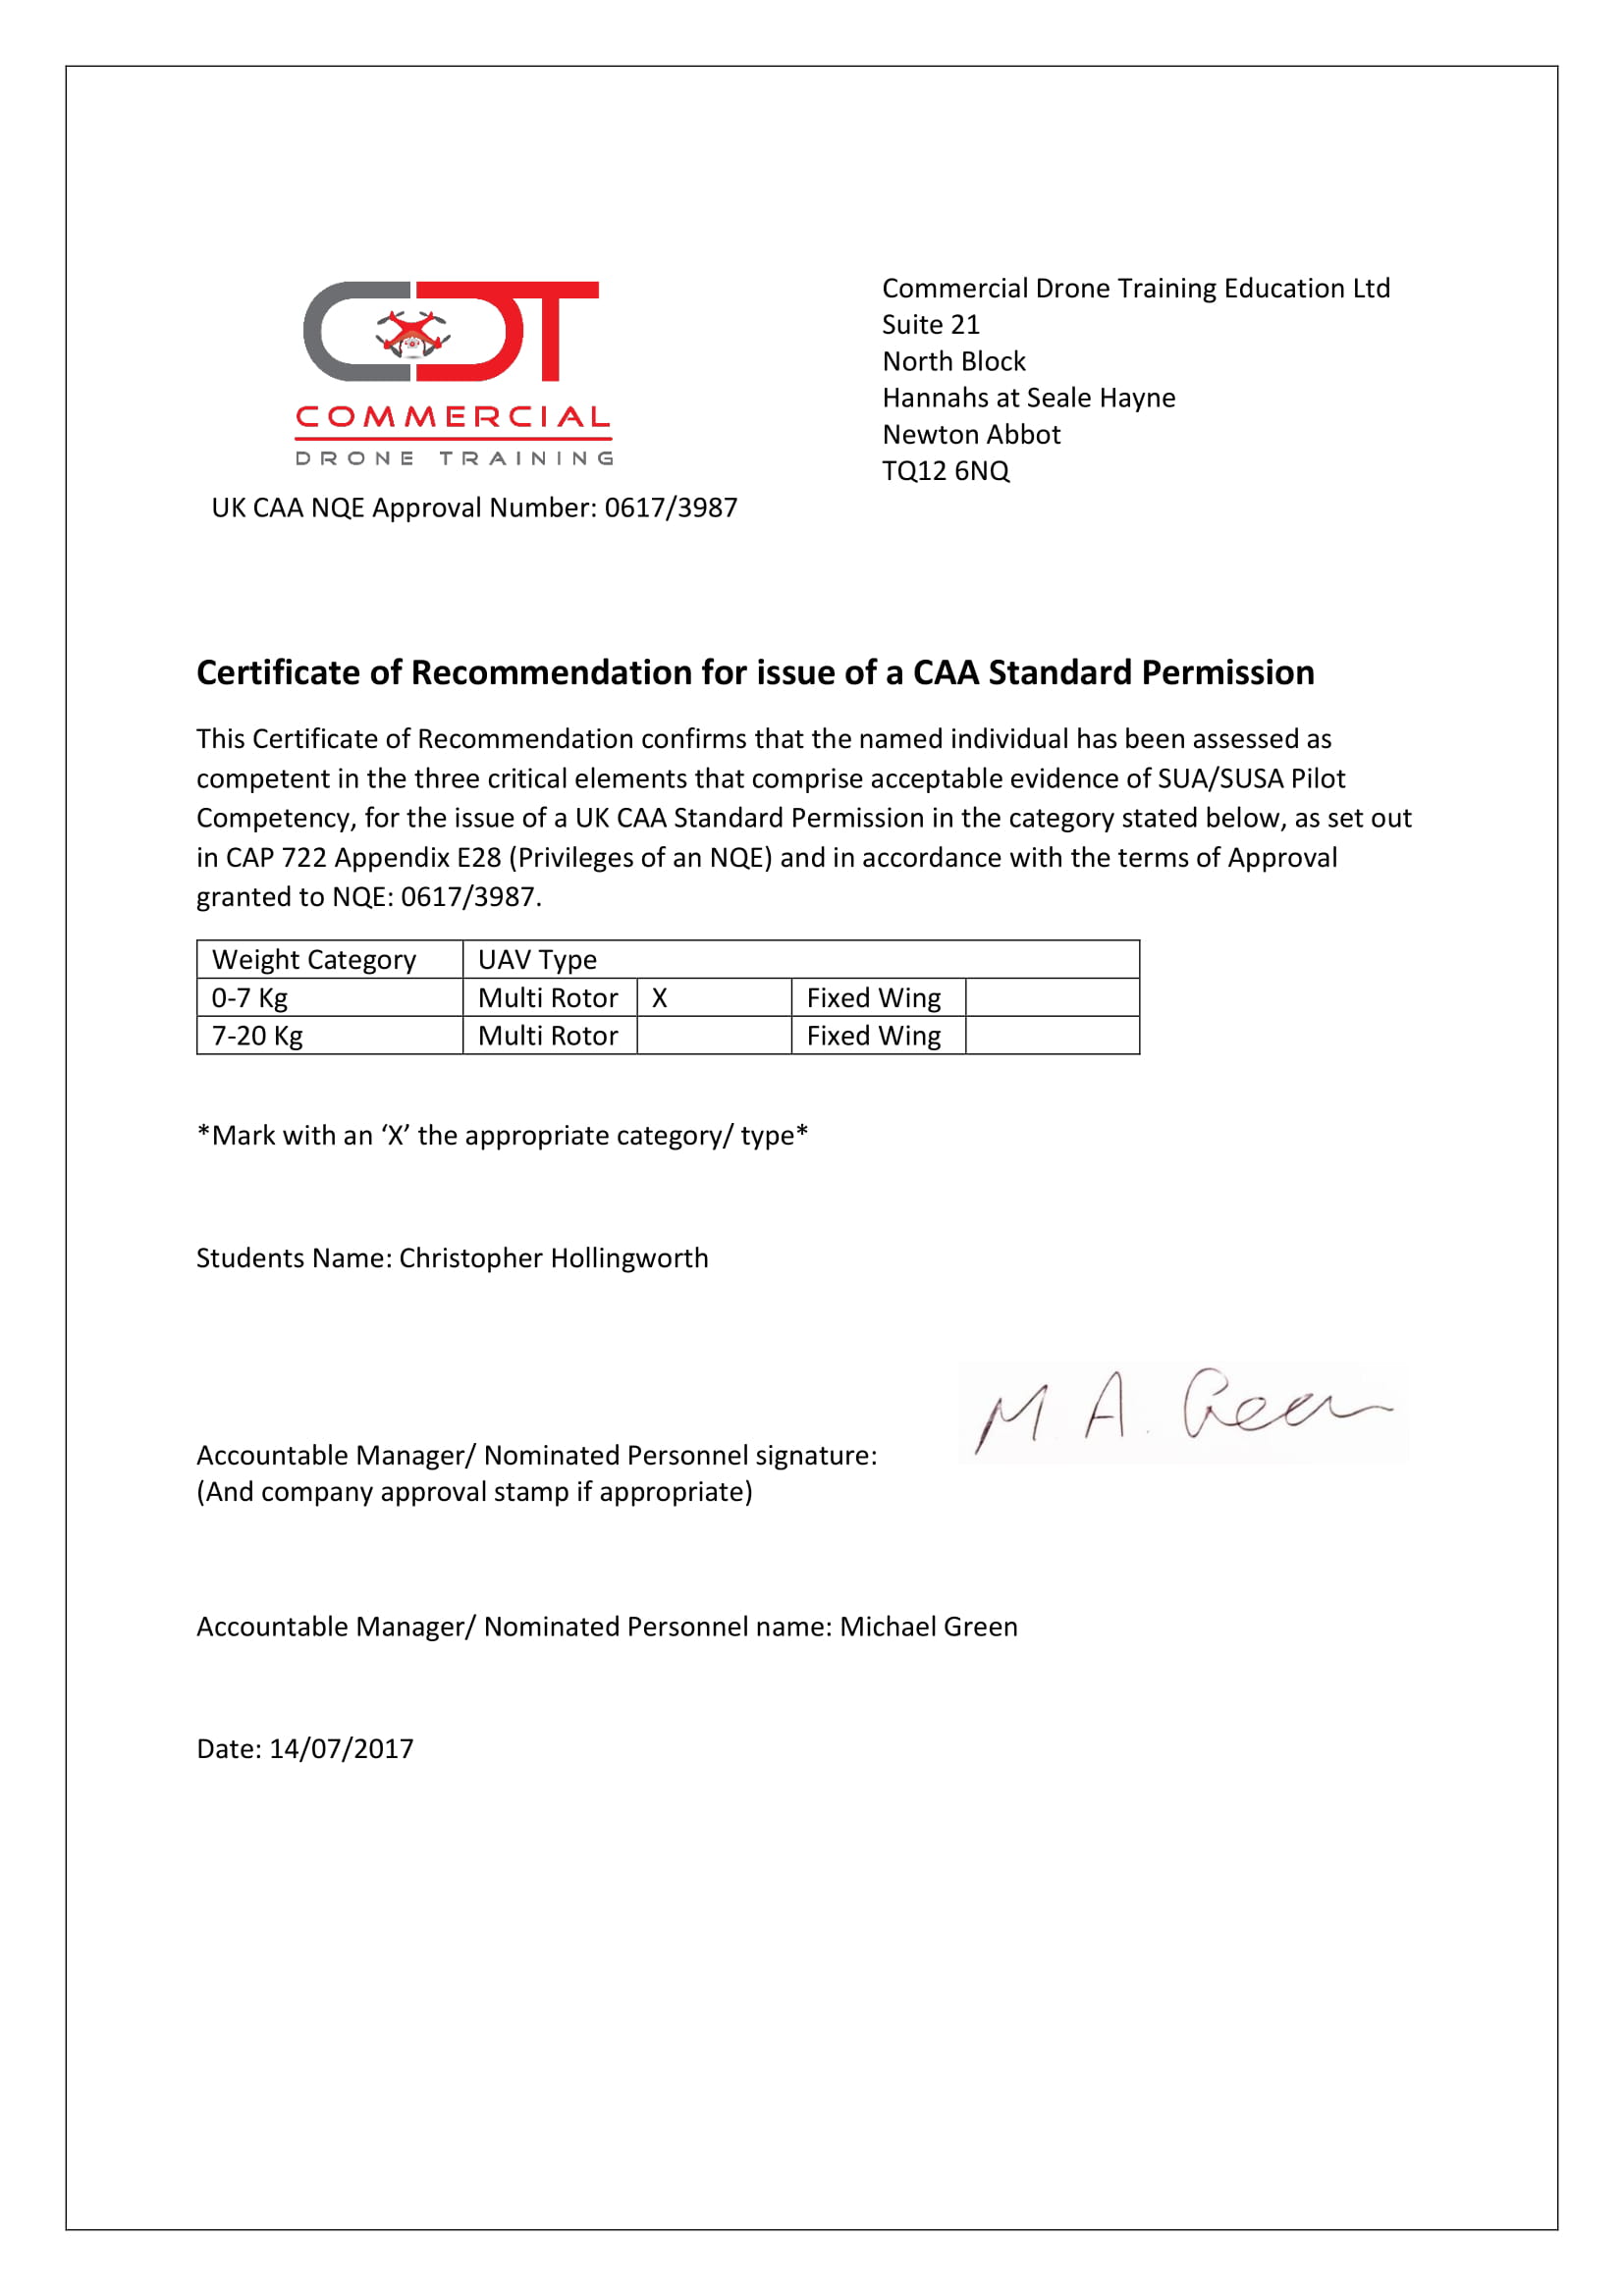 CDT
COMMERCIAL
DRONE TRAINING
UK CAA NQE Approval Number: 0617/3987
Commercial Drone Training Education Ltd
Suite 21
North Block
Hannahs at Seale Hayne
Newton Abbot
TQ12 6NQ
Certificate of Recommendation for issue of a CAA Standard Permission
This Certificate of Recommendation confirms that the named individual has been assessed as
competent in the three critical elements that comprise acceptable evidence of SUA/SUSA Pilot
Competency, for the issue of a UK CAA Standard Permission in the category stated below, as set out
in CAP 722 Appendix E28 (Privileges of an NQE) and in accordance with the terms of Approval
granted to NQE: 0617/3987.
Weight Category UAV Type
0-7 Kg Multi Rotor X Fixed Wing
7-20 Kg Multi Rotor Fixed Wing
*Mark with an ‘X’ the appropriate category/ type*
Students Name: Christopher Hollingworth
M. A. Green
Accountable Manager/ Nominated Personnel signature:
(And company approval stamp if appropriate)
Accountable Manager/ Nominated Personnel name: Michael Green
Date: 14/07/2017